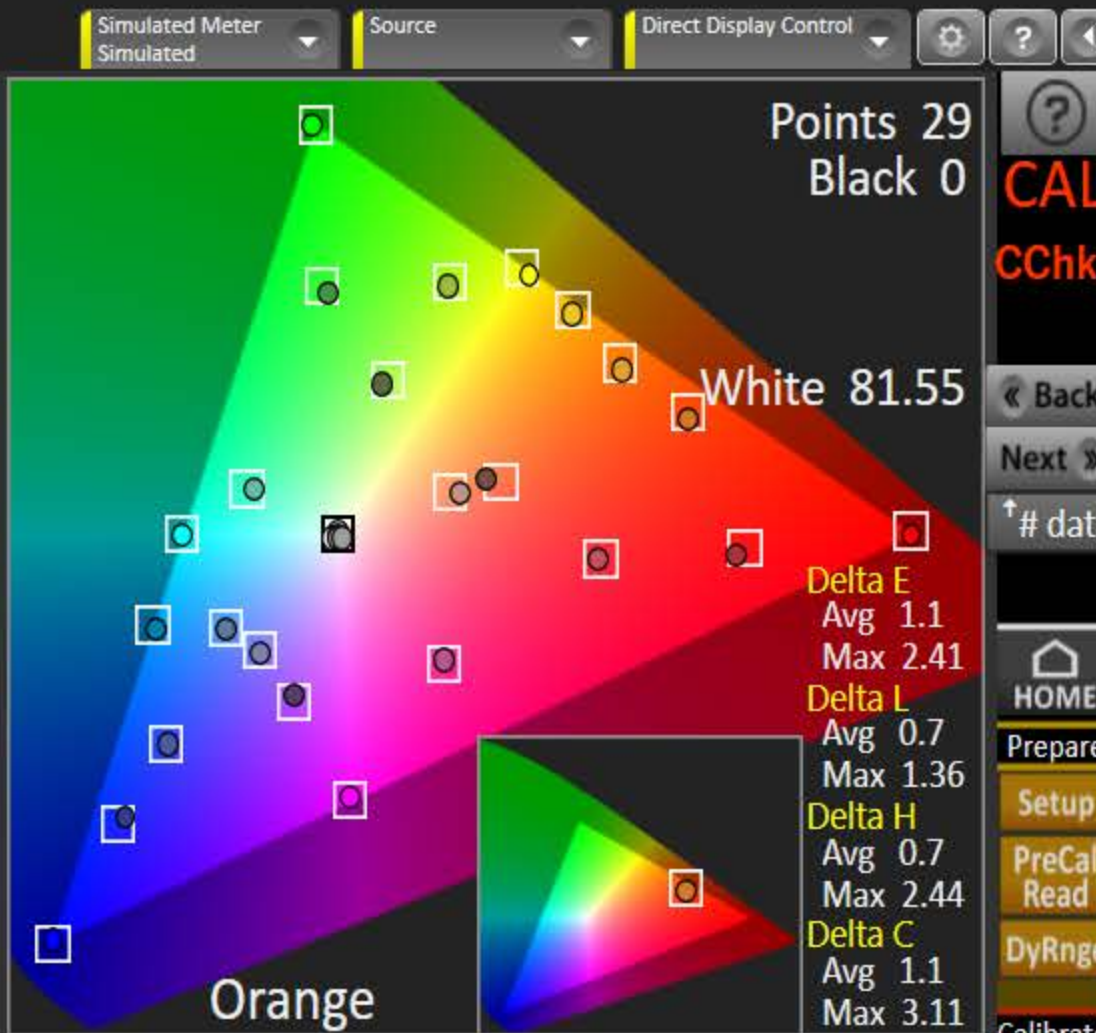 Simulated Meter
Simulated
Source
Direct Display Control
?
?
Points 29
Black 0
CAL
CChk
White 81.55
« Back
Next »
# dat
Delta E
Avg 1.1
Max 2.41
Delta L
Avg 0.7
Max 1.36
Delta H
Avg 0.7
Max 2.44
Delta C
Avg 1.1
Max 3.11
Orange
HOME
Prepare
Setup
PreCal
Read
DyRnge
Calibrat